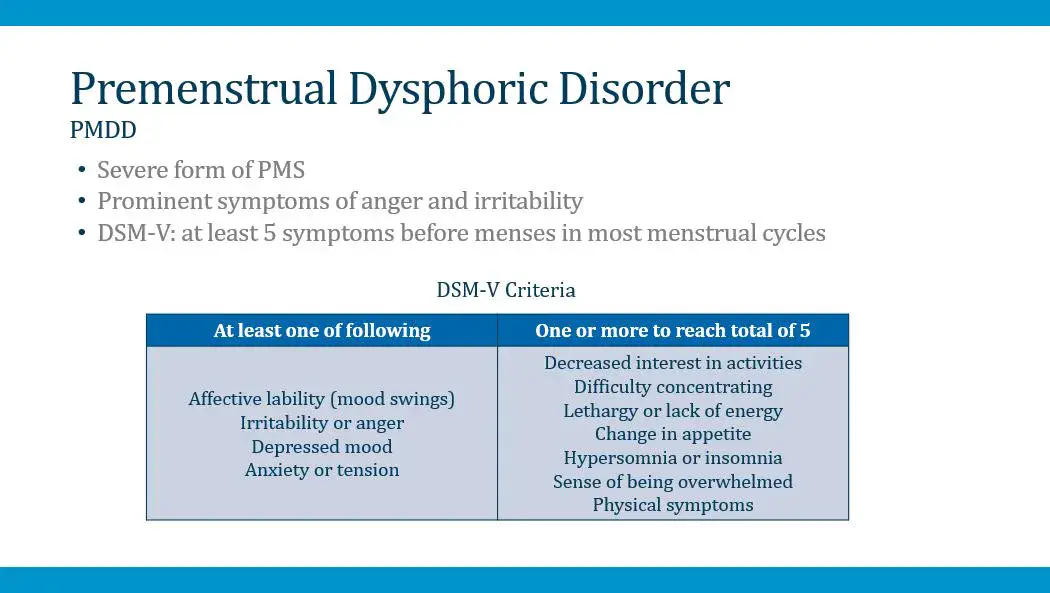 Premenstrual Dysphoric Disorder
PMDD
• Severe form of PMS
• Prominent symptoms of anger and irritability
• DSM-V: at least 5 symptoms before menses in most menstrual cycles
DSM-V Criteria
At least one of following
Affective lability (mood swings)
Irritability or anger
Depressed mood
Anxiety or tension
One or more to reach total of 5
Decreased interest in activities
Difficulty concentrating
Lethargy or lack of energy
Change in appetite
Hypersomnia or insomnia
Sense of being overwhelmed
Physical symptoms